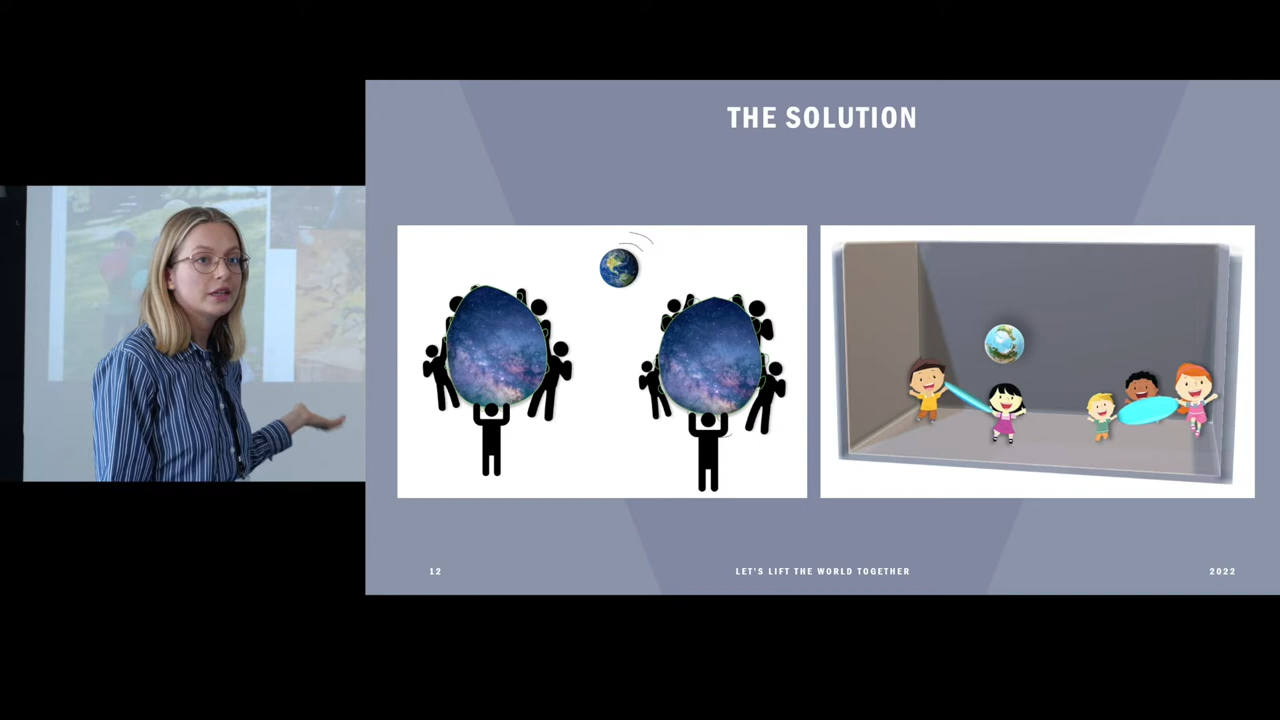 THE SOLUTION
12
LET'S LIFT THE WORLD TOGETHER
2022